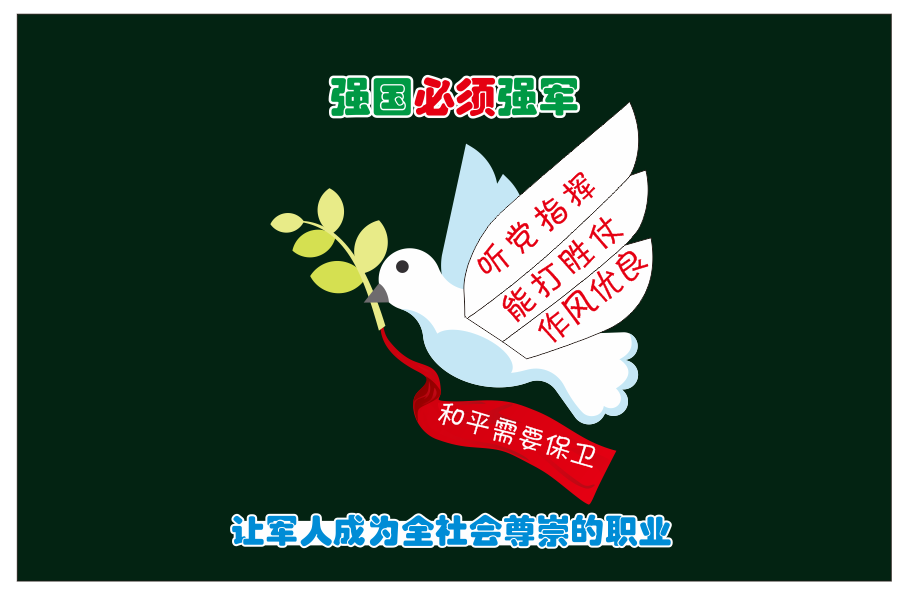 强国必须强军
听党指挥
能打胜仗
作风优良
和平需要保卫
让军人成为全社会尊崇的职业